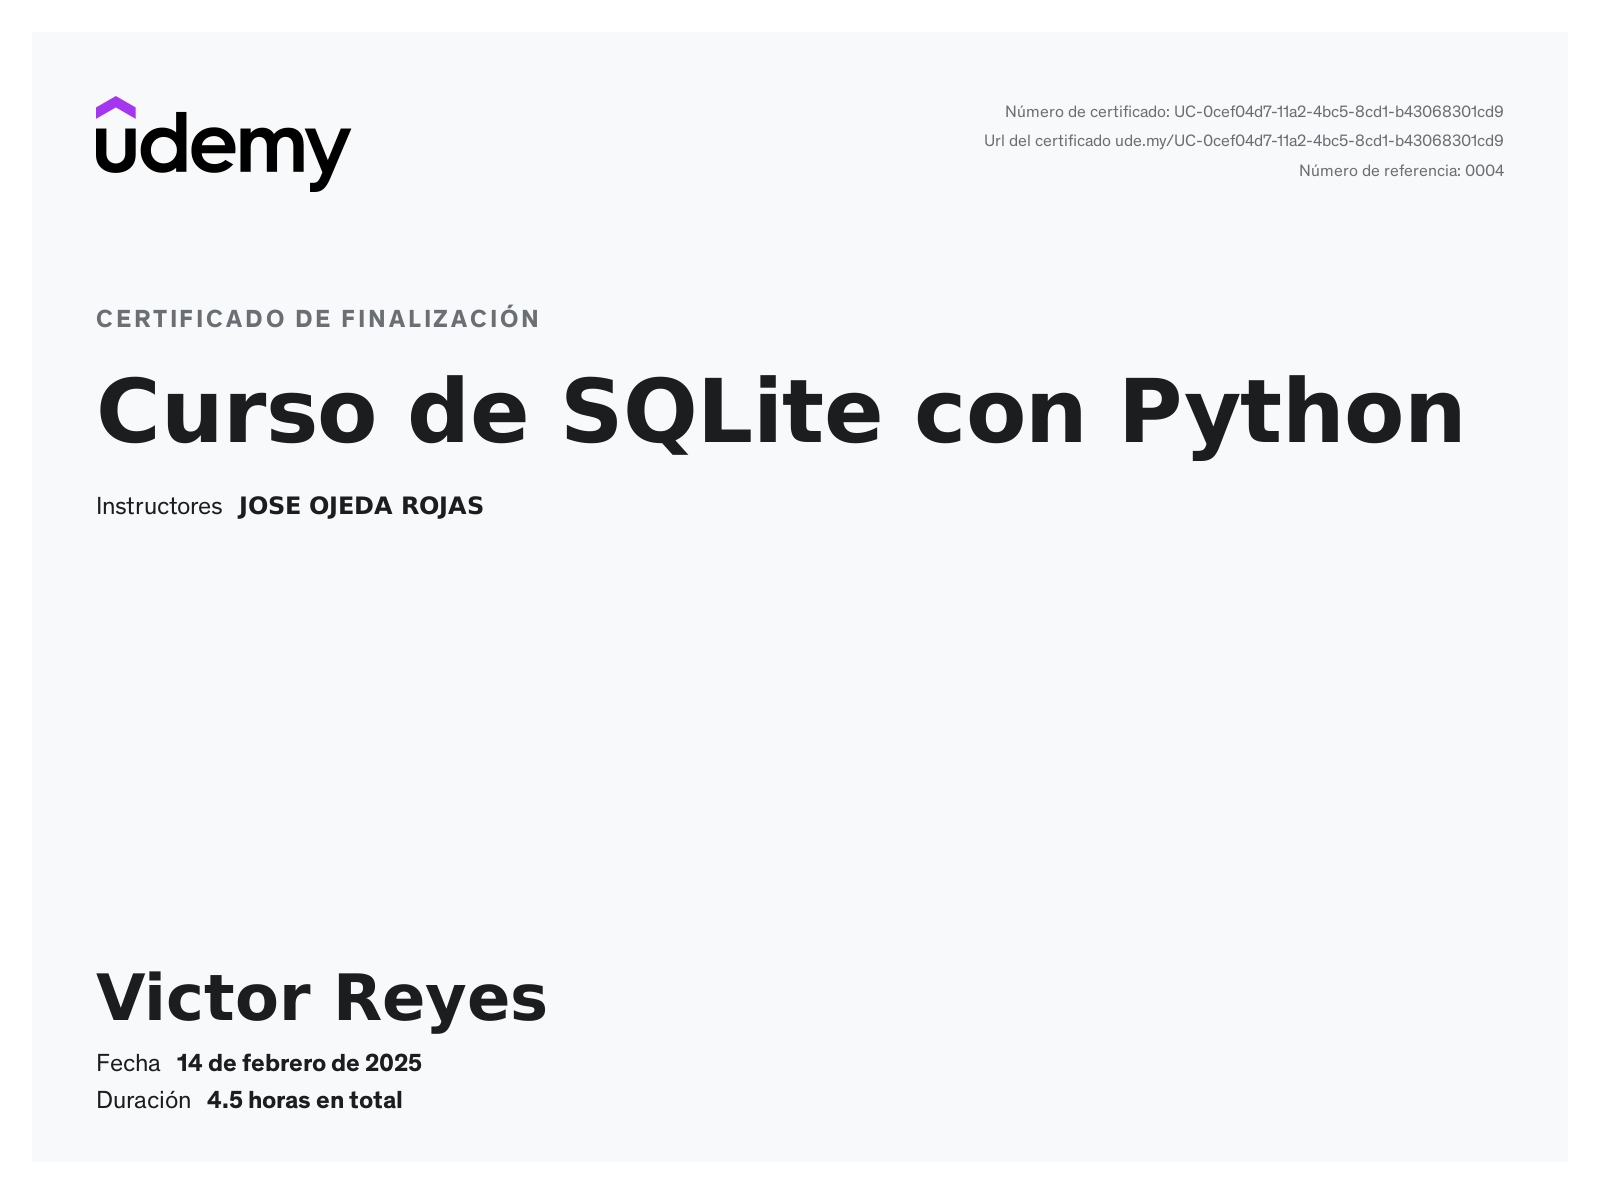 udemy
Número de certificado: UC-0cef04d7-11a2-4bc5-8cd1-b43068301cd9
Url del certificado ude.my/UC-0cef04d7-11a2-4bc5-8cd1-b43068301cd9
Número de referencia: 0004
CERTIFICADO DE FINALIZACIÓN
Curso de SQLite con Python
Instructores JOSE OJEDA ROJAS
Victor Reyes
Fecha 14 de febrero de 2025
Duración 4.5 horas en total